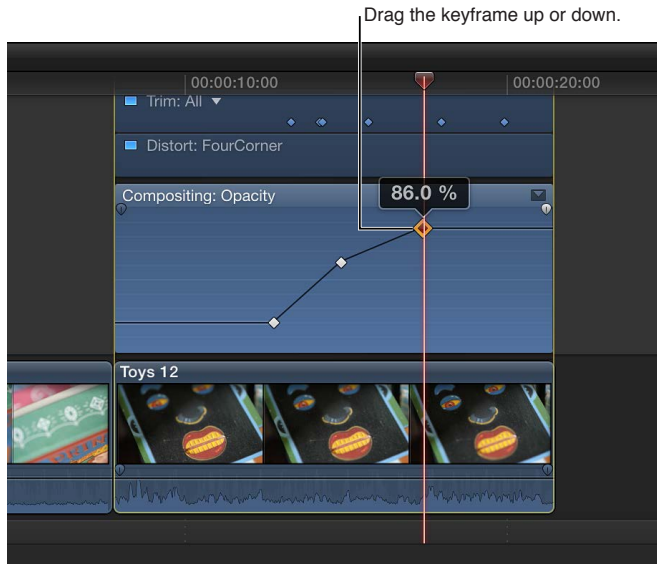 Drag the keyframe up or down.
00:00:10:00
00:00:20:00
Trim: All
Distort: FourCorner
Compositing: Opacity
86.0 %
Toys 12